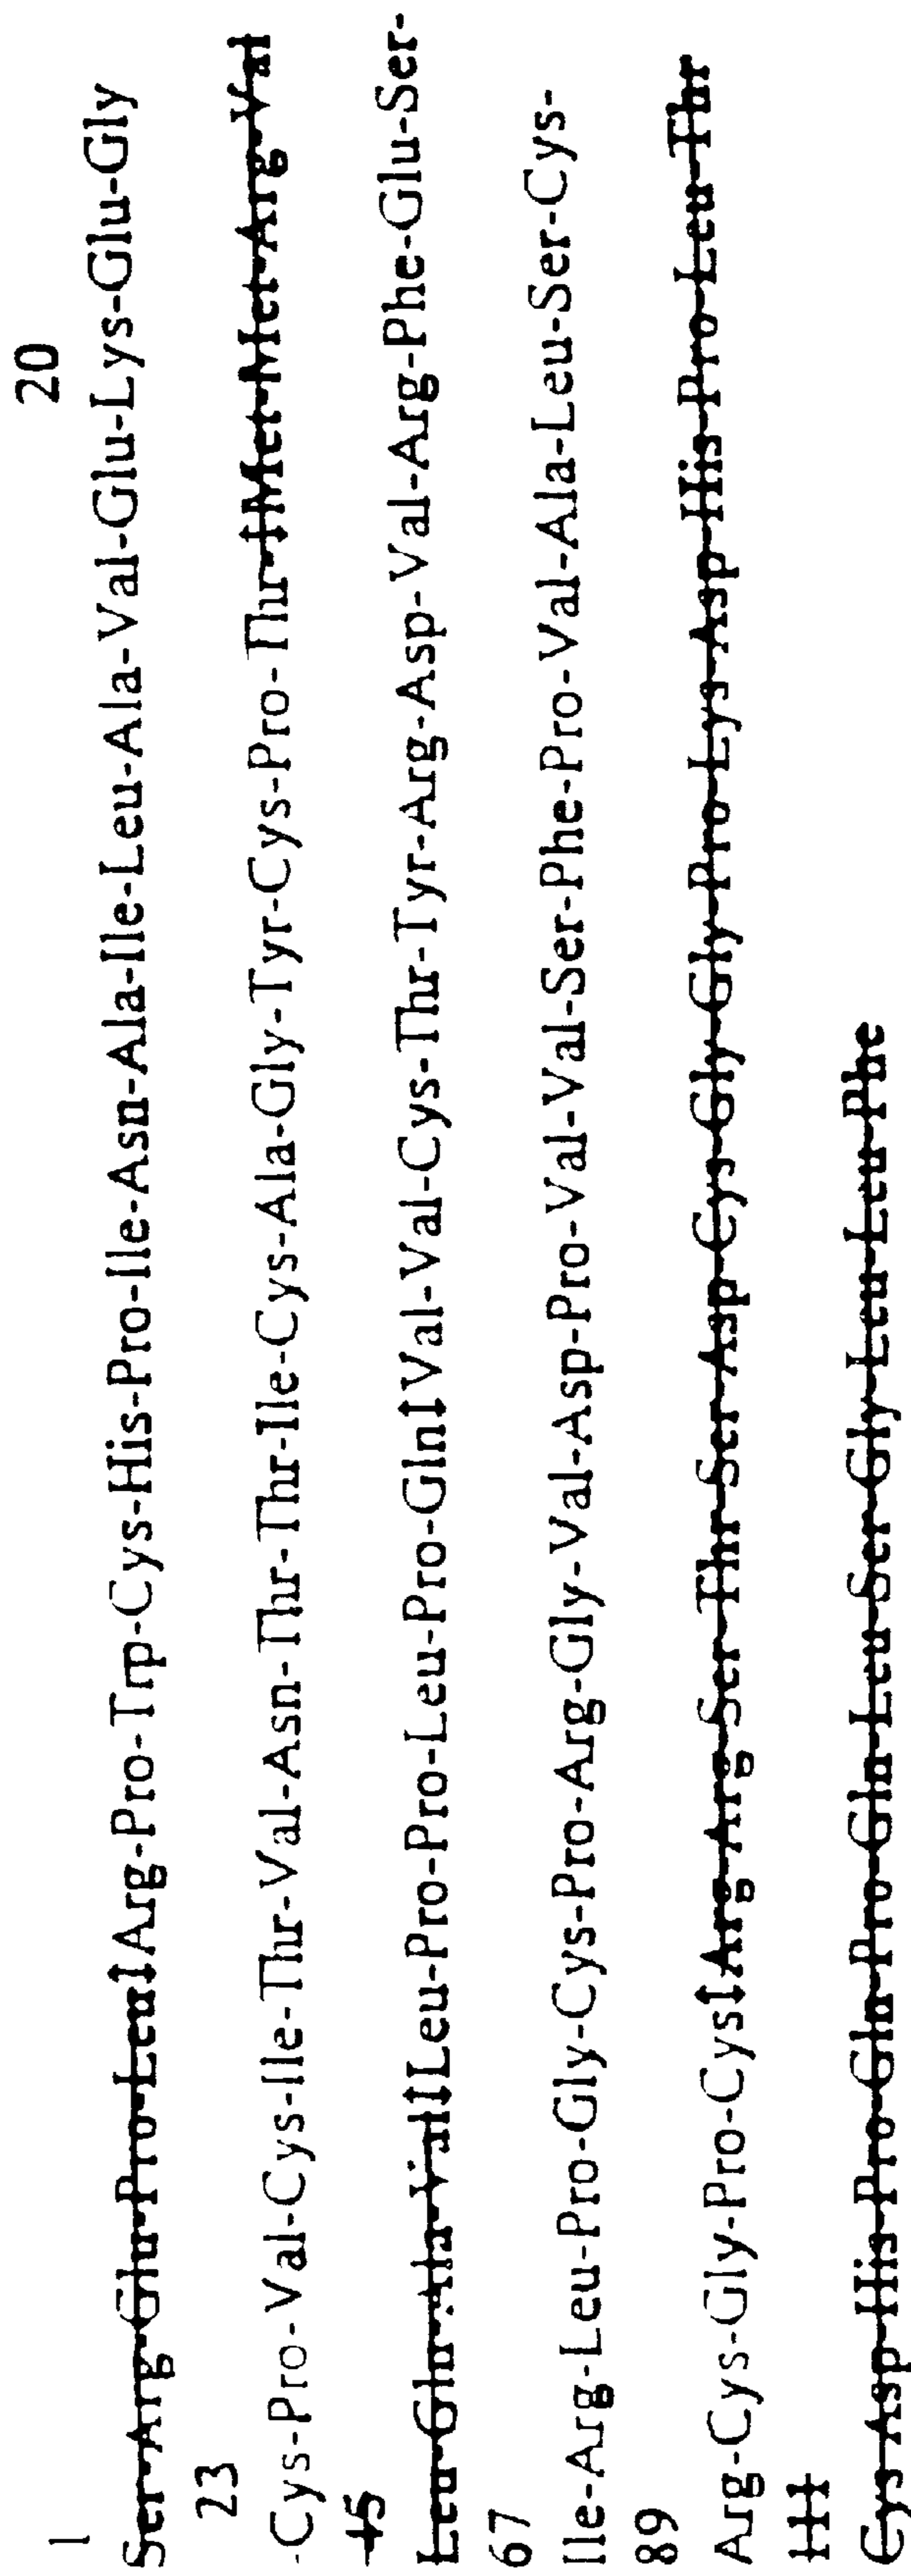 1 20
Ser-Arg-Glu-Pro-Leu↕Arg-Pro-Trp-Cys-His-Pro-Ile-Asn-Ala-Ile-Leu-Ala-Val-Glu-Lys-Glu-Gly
23
-Cys-Pro-Val-Cys-Ile-Thr-Val-Asn-Thr-Thr-Ile-Cys-Ala-Gly-Tyr-Cys-Pro-Thr-↕Met-Met-Arg-Val
45
Leu-Gln-Ala-Val↕Leu-Pro-Pro-Leu-Pro-Gln↕Val-Val-Cys-Thr-Tyr-Arg-Asp-Val-Arg-Phe-Glu-Ser-
67
Ile-Arg-Leu-Pro-Gly-Cys-Pro-Arg-Gly-Val-Asp-Pro-Val-Val-Ser-Phe-Pro-Val-Ala-Leu-Ser-Cys-
89
Arg-Cys-Gly-Pro-Cys↕Arg-Arg-Ser-Thr-Ser-Asp-Cys-Gly-Gly-Pro-Lys-Asp-His-Pro-Leu-Thr
111
Cys-Asp-His-Pro-Gln-Pro-Gln-Leu-Ser-Gly-Leu-Leu-Phe